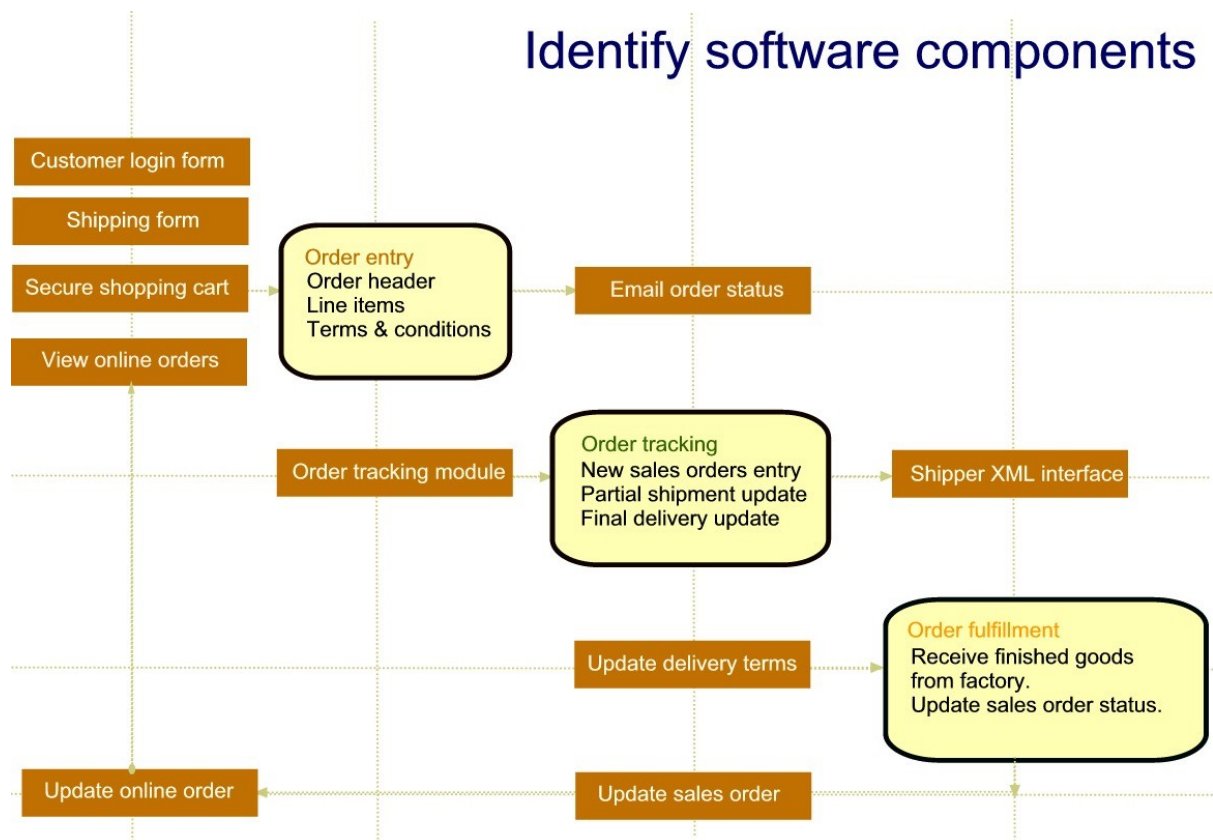 Identify software components
Customer login form
Shipping form
Order entry
Order header
Line items
Terms & conditions
Secure shopping cart
Email order status
View online orders
Order tracking module
Order tracking
New sales orders entry
Partial shipment update
Final delivery update
Shipper XML interface
Update delivery terms
Order fulfillment
Receive finished goods
from factory.
Update sales order status.
Update online order
Update sales order